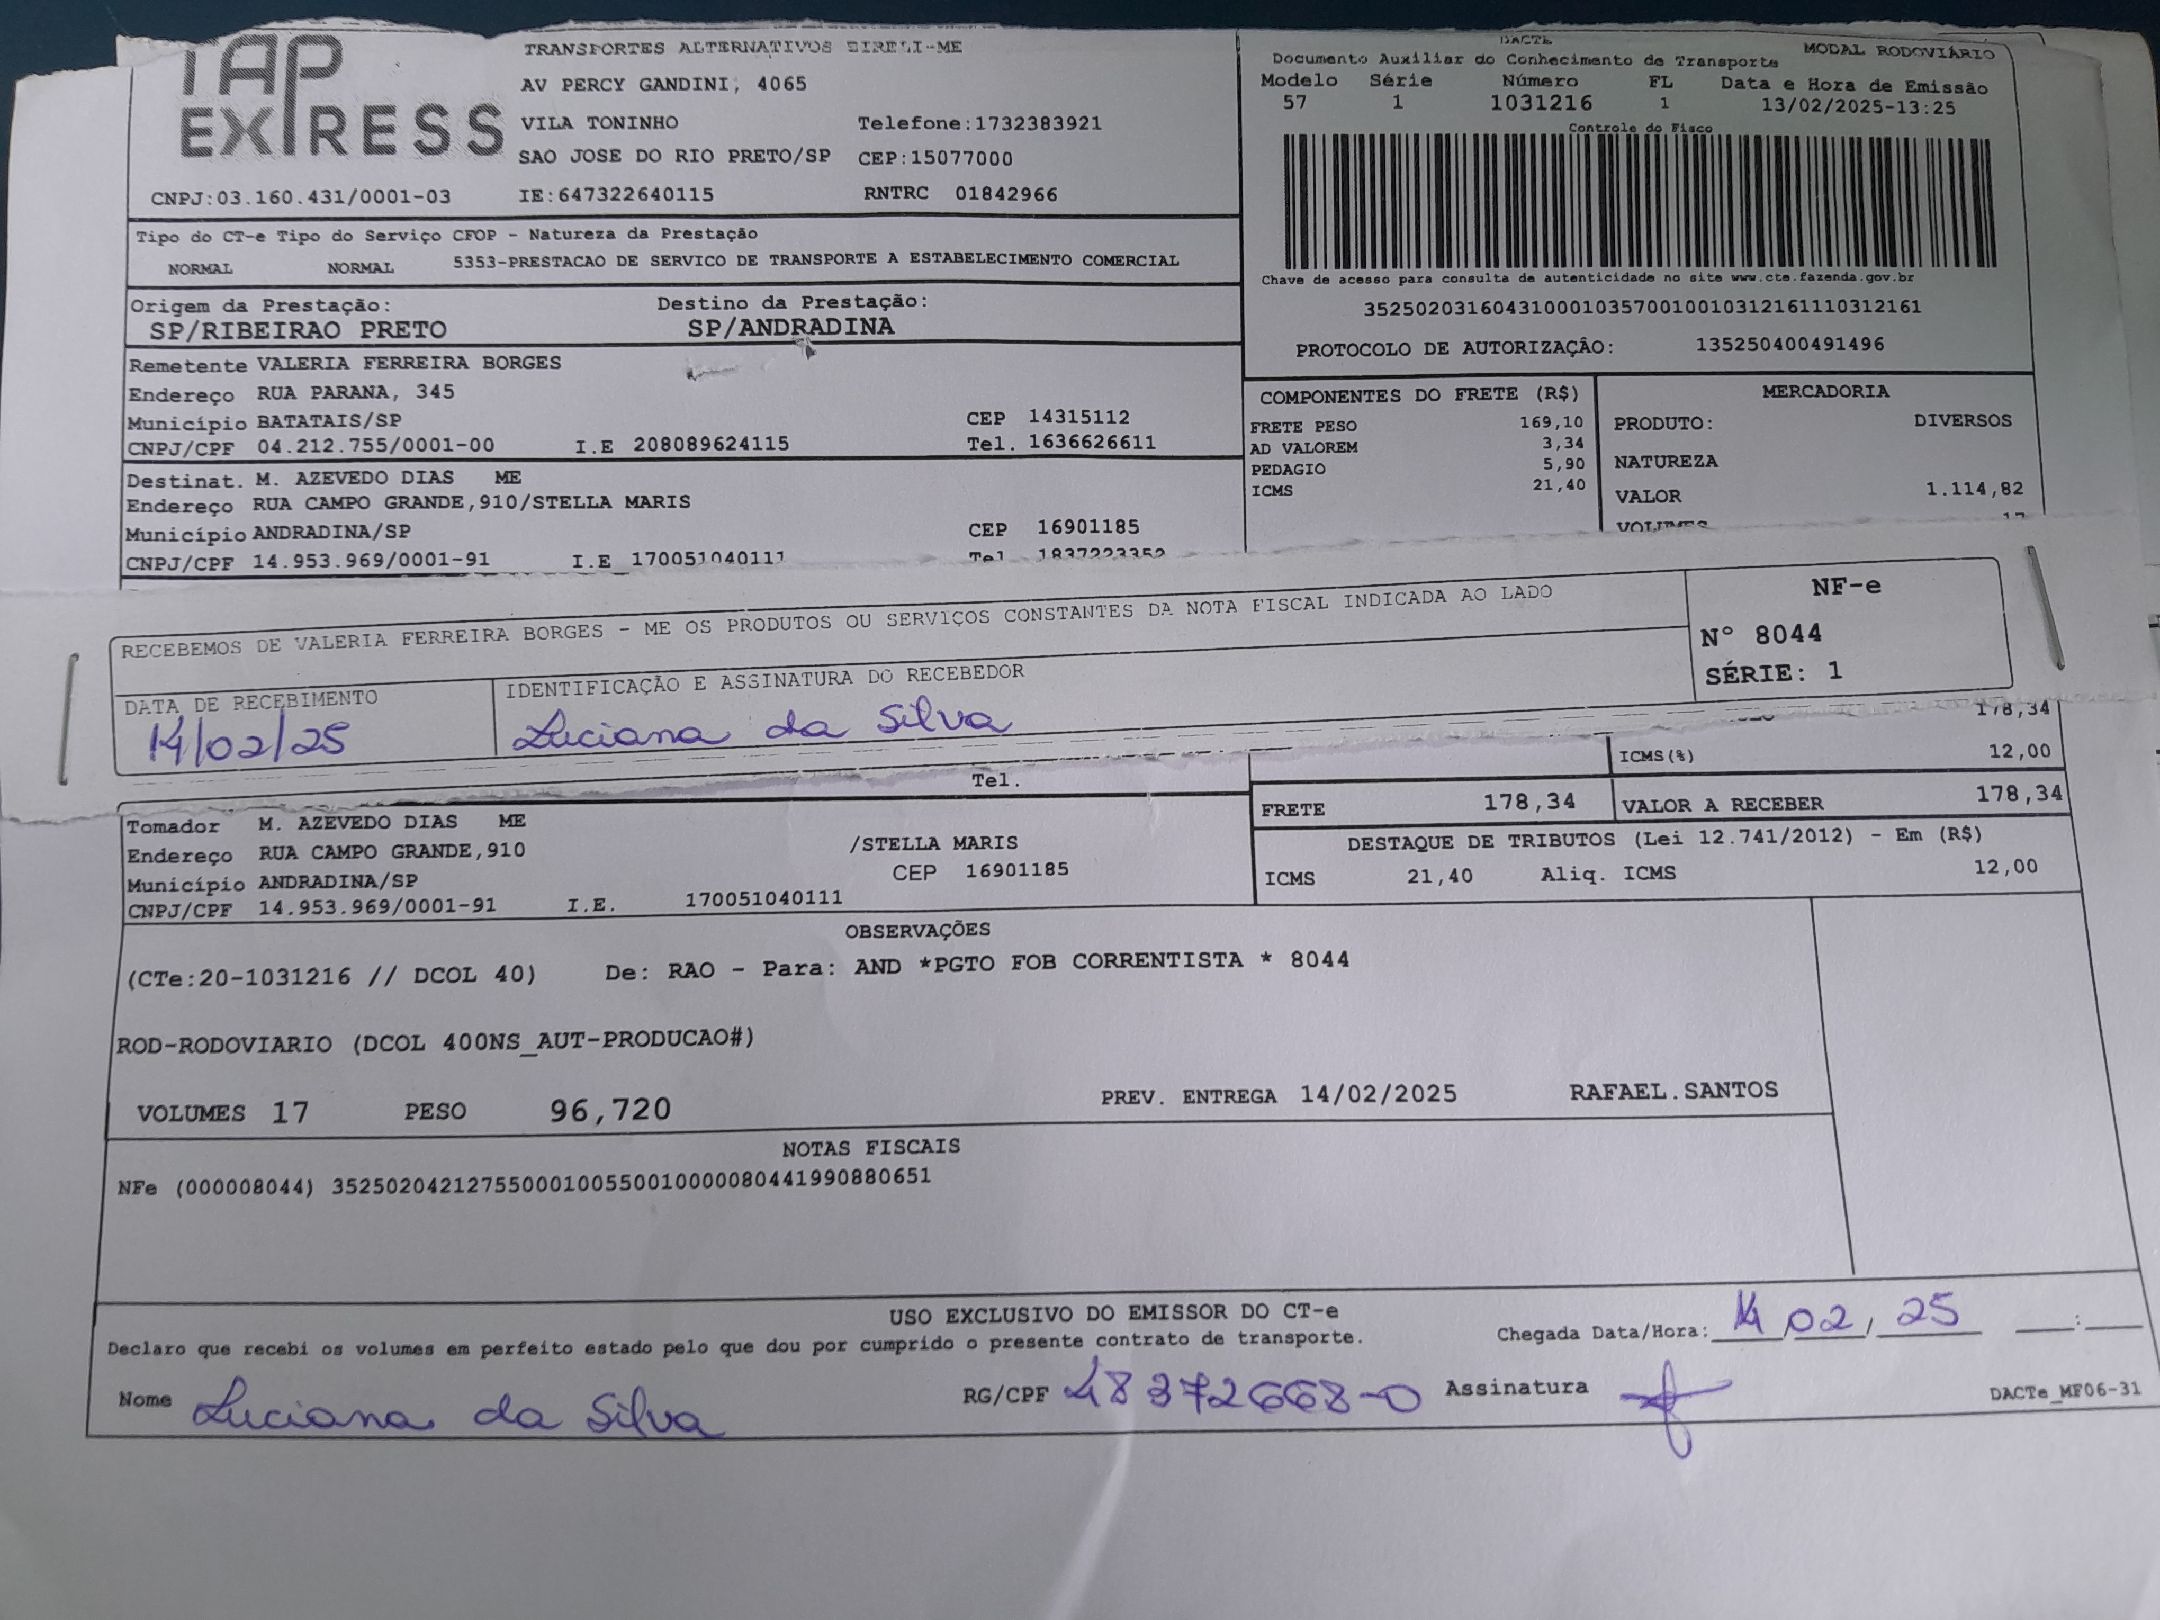 TAP
EXPRESS
TRANSPORTES ALTERNATIVOS EIRELI-ME
AV PERCY GANDINI, 4065
VILA TONINHO Telefone:1732383921
SAO JOSE DO RIO PRETO/SP CEP:15077000
CNPJ:03.160.431/0001-03 IE:647322640115 RNTRC 01842966
DACTE MODAL RODOVIÁRIO
Documento Auxiliar do Conhecimento de Transporte
Modelo Série Número FL Data e Hora de Emissão
57 1 1031216 1 13/02/2025-13:25
Controle do Fisco
Chave de acesso para consulta de autenticidade no site www.cte.fazenda.gov.br
35250203160431000103570010010312161110312161
PROTOCOLO DE AUTORIZAÇÃO: 135250400491496
Tipo do CT-e Tipo do Serviço CFOP - Natureza da Prestação
NORMAL NORMAL 5353-PRESTACAO DE SERVICO DE TRANSPORTE A ESTABELECIMENTO COMERCIAL
Origem da Prestação: Destino da Prestação:
SP/RIBEIRAO PRETO SP/ANDRADINA
Remetente VALERIA FERREIRA BORGES
Endereço RUA PARANA, 345
Município BATATAIS/SP CEP 14315112
CNPJ/CPF 04.212.755/0001-00 I.E 208089624115 Tel. 1636626611
Destinat. M. AZEVEDO DIAS ME
Endereço RUA CAMPO GRANDE,910/STELLA MARIS
Município ANDRADINA/SP CEP 16901185
CNPJ/CPF 14.953.969/0001-91 I.E 170051040111 Tel 1837223352
COMPONENTES DO FRETE (R$)
FRETE PESO 169,10
AD VALOREM 3,34
PEDAGIO 5,90
ICMS 21,40
MERCADORIA
PRODUTO: DIVERSOS
NATUREZA
VALOR 1.114,82
VOLUMES 17
RECEBEMOS DE VALERIA FERREIRA BORGES - ME OS PRODUTOS OU SERVIÇOS CONSTANTES DA NOTA FISCAL INDICADA AO LADO
NF-e
Nº 8044
SÉRIE: 1
DATA DE RECEBIMENTO IDENTIFICAÇÃO E ASSINATURA DO RECEBEDOR
14/02/25 Luciana da Silva
178,34
ICMS(%) 12,00
Tel.
FRETE 178,34 VALOR A RECEBER 178,34
Tomador M. AZEVEDO DIAS ME
Endereço RUA CAMPO GRANDE,910 /STELLA MARIS
Município ANDRADINA/SP CEP 16901185
CNPJ/CPF 14.953.969/0001-91 I.E. 170051040111
DESTAQUE DE TRIBUTOS (Lei 12.741/2012) - Em (R$)
ICMS 21,40 Aliq. ICMS 12,00
OBSERVAÇÕES
(CTe:20-1031216 // DCOL 40) De: RAO - Para: AND *PGTO FOB CORRENTISTA * 8044
ROD-RODOVIARIO (DCOL 400NS_AUT-PRODUCAO#)
VOLUMES 17 PESO 96,720 PREV. ENTREGA 14/02/2025 RAFAEL.SANTOS
NOTAS FISCAIS
NFe (000008044) 35250204212755000100550010000080441990880651
USO EXCLUSIVO DO EMISSOR DO CT-e
Declaro que recebi os volumes em perfeito estado pelo que dou por cumprido o presente contrato de transporte. Chegada Data/Hora: 14/02/25 :
Nome Luciana da Silva RG/CPF 48372668-0 Assinatura DACTe_MF06-31